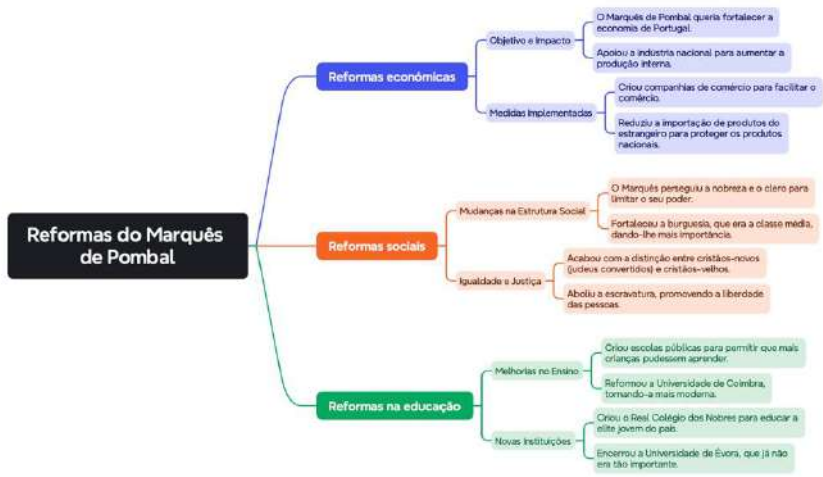 Reformas do Marquês
de Pombal
Reformas económicas
Objetivo e Impacto
O Marquês de Pombal queria fortalecer a
economia de Portugal.
Apoiou a indústria nacional para aumentar a
produção interna.
Medidas Implementadas
Criou companhias de comércio para facilitar o
comércio.
Reduziu a importação de produtos do
estrangeiro para proteger os produtos
nacionais.
Reformas sociais
Mudanças na Estrutura Social
O Marquês perseguiu a nobreza e o clero para
limitar o seu poder.
Fortaleceu a burguesia, que era a classe média,
dando-lhe mais importância.
Igualdade e Justiça
Acabou com a distinção entre cristãos-novos
(judeus convertidos) e cristãos-velhos.
Aboliu a escravatura, promovendo a liberdade
das pessoas.
Reformas na educação
Melhorias no Ensino
Criou escolas públicas para permitir que mais
crianças pudessem aprender.
Reformou a Universidade de Coimbra,
tornando-a mais moderna.
Novas Instituições
Criou o Real Colégio dos Nobres para educar a
elite jovem do país.
Encerrou a Universidade de Évora, que já não
era tão importante.